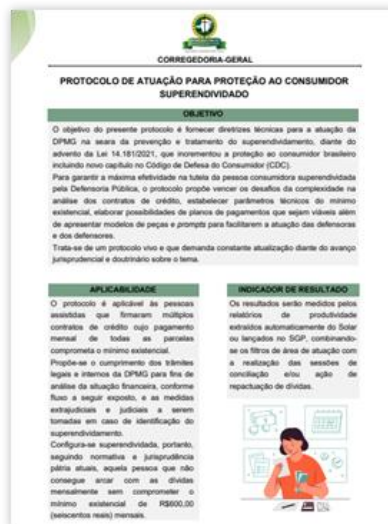 CORREGEDORIA-GERAL
PROTOCOLO DE ATUAÇÃO PARA PROTEÇÃO AO CONSUMIDOR
SUPERENDIVIDADO
OBJETIVO
O objetivo do presente protocolo é fornecer diretrizes técnicas para a atuação da
DPMG na seara da prevenção e tratamento do superendividamento, diante do
advento da Lei 14.181/2021, que incrementou a proteção ao consumidor brasileiro
incluindo novo capítulo no Código de Defesa do Consumidor (CDC).
Para garantir a máxima efetividade na tutela da pessoa consumidora superendividada
pela Defensoria Pública, o protocolo propõe vencer os desafios da complexidade na
análise dos contratos de crédito, estabelecer parâmetros técnicos do mínimo
existencial, elaborar possibilidades de planos de pagamentos que sejam viáveis além
de apresentar modelos de peças e prompts para facilitarem a atuação das defensoras
e dos defensores.
Trata-se de um protocolo vivo e que demanda constante atualização diante do avanço
jurisprudencial e doutrinário sobre o tema.
APLICABILIDADE
O protocolo é aplicável às pessoas
assistidas que firmaram múltiplos
contratos de crédito cujo pagamento
mensal de todas as parcelas
comprometa o mínimo existencial.
Propõe-se o cumprimento dos trâmites
legais e internos da DPMG para fins de
análise da situação financeira, conforme
fluxo a seguir exposto, e as medidas
extrajudiciais e judiciais a serem
tomadas em caso de identificação do
superendividamento.
Configura-se superendividada, portanto,
seguindo normativa e jurisprudência
pátria atuais, aquela pessoa que não
consegue arcar com as dívidas
mensalmente sem comprometer o
mínimo existencial de R$600,00
(seiscentos reais) mensais.
INDICADOR DE RESULTADO
Os resultados serão medidos pelos
relatórios de produtividade
extraídos automaticamente do Solar
ou lançados no SGP, combinando-
se os filtros de área de atuação com
a realização das sessões de
conciliação e/ou ação de
repactuação de dívidas.